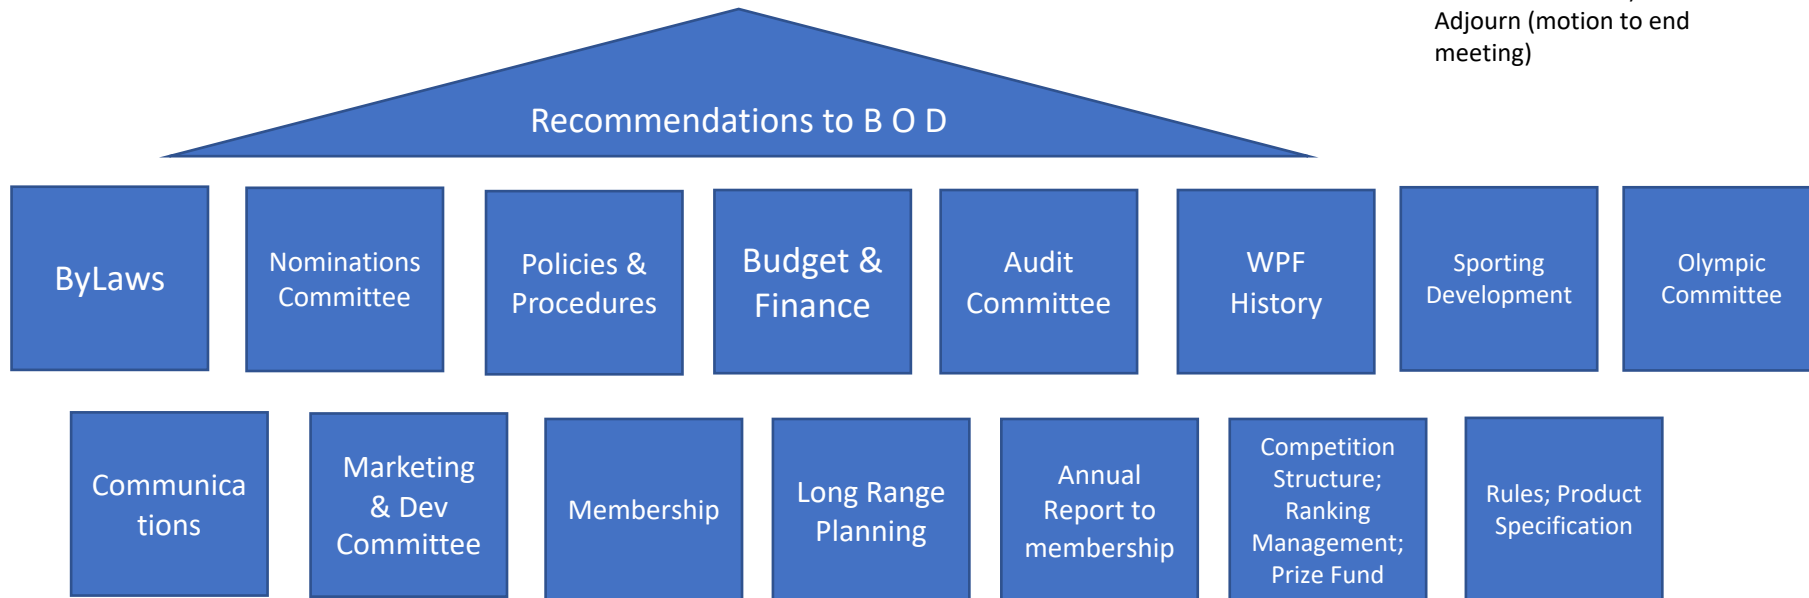 Adjourn (motion to end
meeting)
Recommendations to B O D
ByLaws
Nominations
Committee
Policies &
Procedures
Budget &
Finance
Audit
Committee
WPF
History
Sporting
Development
Olympic
Committee
Communica
tions
Marketing
& Dev
Committee
Membership
Long Range
Planning
Annual
Report to
membership
Competition
Structure;
Ranking
Management;
Prize Fund
Rules; Product
Specification